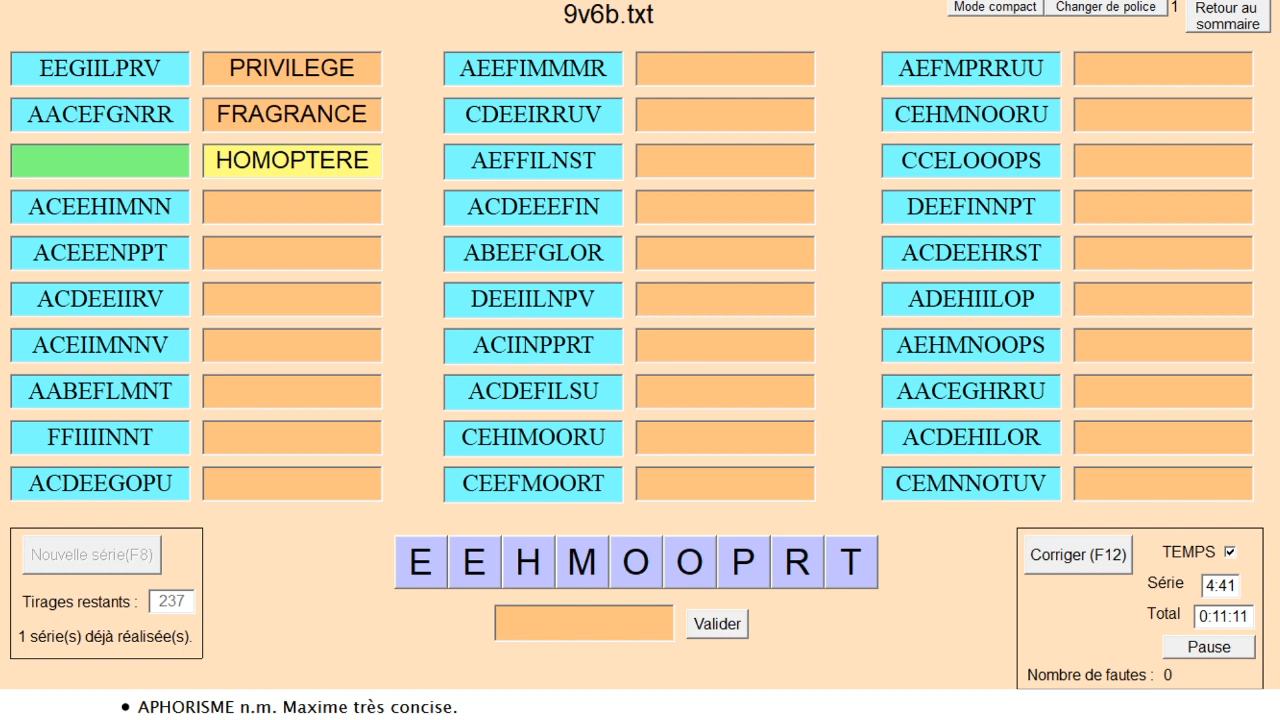 9v6b.txt
Mode compact Changer de police 1 Retour au sommaire
EEGIILPRV PRIVILEGE AEEFIMMMR AEFMPRRUU
AACEFGNRR FRAGRANCE CDEEIRRUV CEHMNOORU
HOMOPTERE AEFFILNST CCELOOOPS
ACEEHIMNN ACDEEEFIN DEEFINNPT
ACEEENPPT ABEEFGLOR ACDEEHRST
ACDEEIIRV DEEIILNPV ADEHIILOP
ACEIIMNNV ACIINPPRT AEHMNOOPS
AABEFLMNT ACDEFILSU AACEGHRRU
FFIIIINNT CEHIMOORU ACDEHILOR
ACDEEGOPU CEEFMOORT CEMNNOTUV
Nouvelle série(F8)
Tirages restants : 237
1 série(s) déjà réalisée(s).
E E H M O O P R T
Valider
Corriger (F12) TEMPS
Série 4:41
Total 0:11:11
Pause
Nombre de fautes : 0
• APHORISME n.m. Maxime très concise.